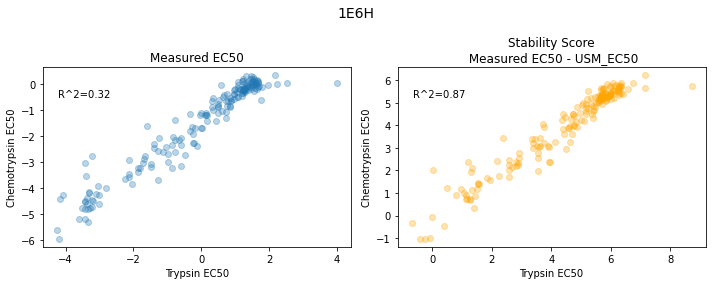 1E6H
Measured EC50
R^2=0.32
Chemotrypsin EC50
0
−1
−2
−3
−4
−5
−6
−4
−2
0
2
4
Trypsin EC50
Stability Score
Measured EC50 - USM_EC50
R^2=0.87
Chemotrypsin EC50
6
5
4
3
2
1
0
−1
0
2
4
6
8
Trypsin EC50